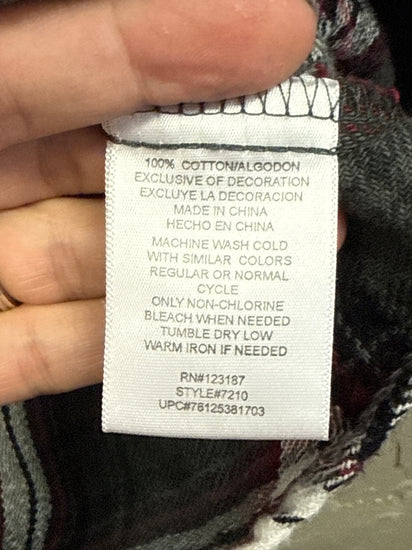 100% COTTON/ALGODON
EXCLUSIVE OF DECORATION
EXCLUYE LA DECORACION
MADE IN CHINA
HECHO EN CHINA
MACHINE WASH COLD
WITH SIMILAR COLORS
REGULAR OR NORMAL
CYCLE
ONLY NON-CHLORINE
BLEACH WHEN NEEDED
TUMBLE DRY LOW
WARM IRON IF NEEDED
RN#123187
STYLE#7210
UPC#76125381703